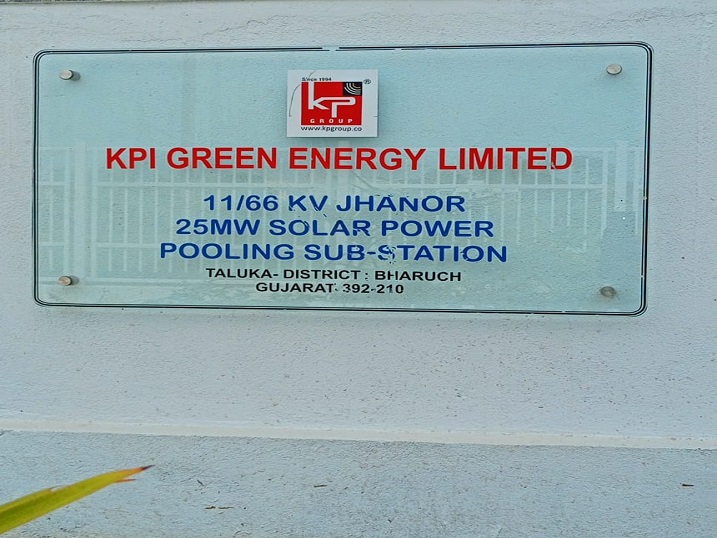 Since 1994
KP ®
GROUP
www.kpgroup.co
KPI GREEN ENERGY LIMITED
11/66 KV JHANOR
25MW SOLAR POWER
POOLING SUB-STATION
TALUKA- DISTRICT : BHARUCH
GUJARAT- 392-210